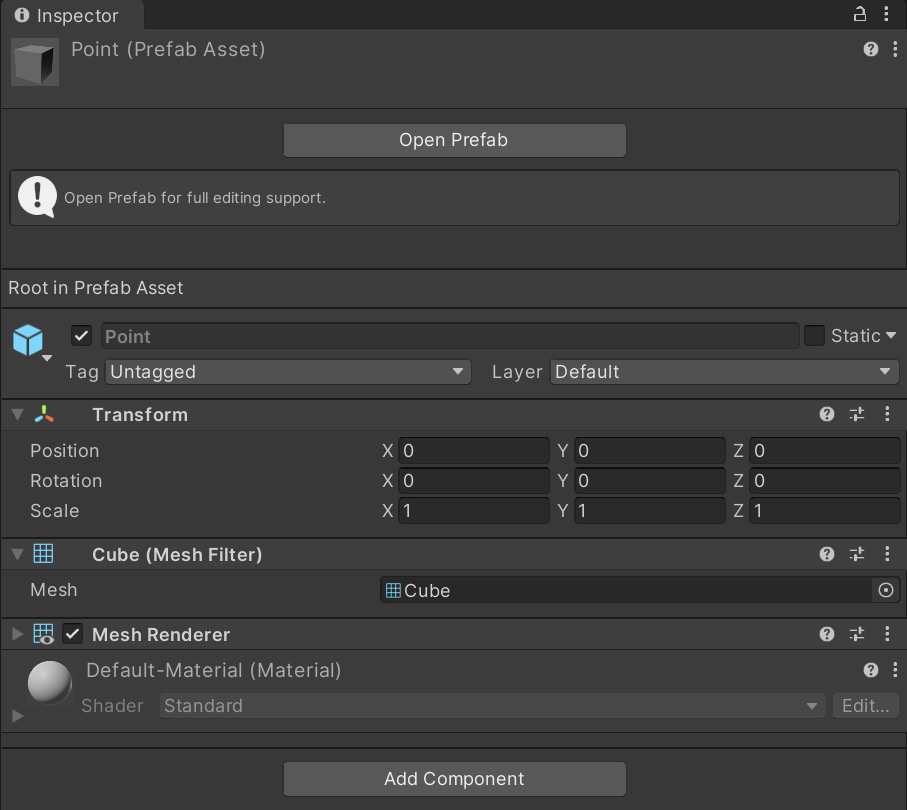 Inspector
Point (Prefab Asset)
Open Prefab
Open Prefab for full editing support.
Root in Prefab Asset
Point Static
Tag Untagged Layer Default
Transform
Position X 0 Y 0 Z 0
Rotation X 0 Y 0 Z 0
Scale X 1 Y 1 Z 1
Cube (Mesh Filter)
Mesh Cube
Mesh Renderer
Default-Material (Material)
Shader Standard Edit...
Add Component